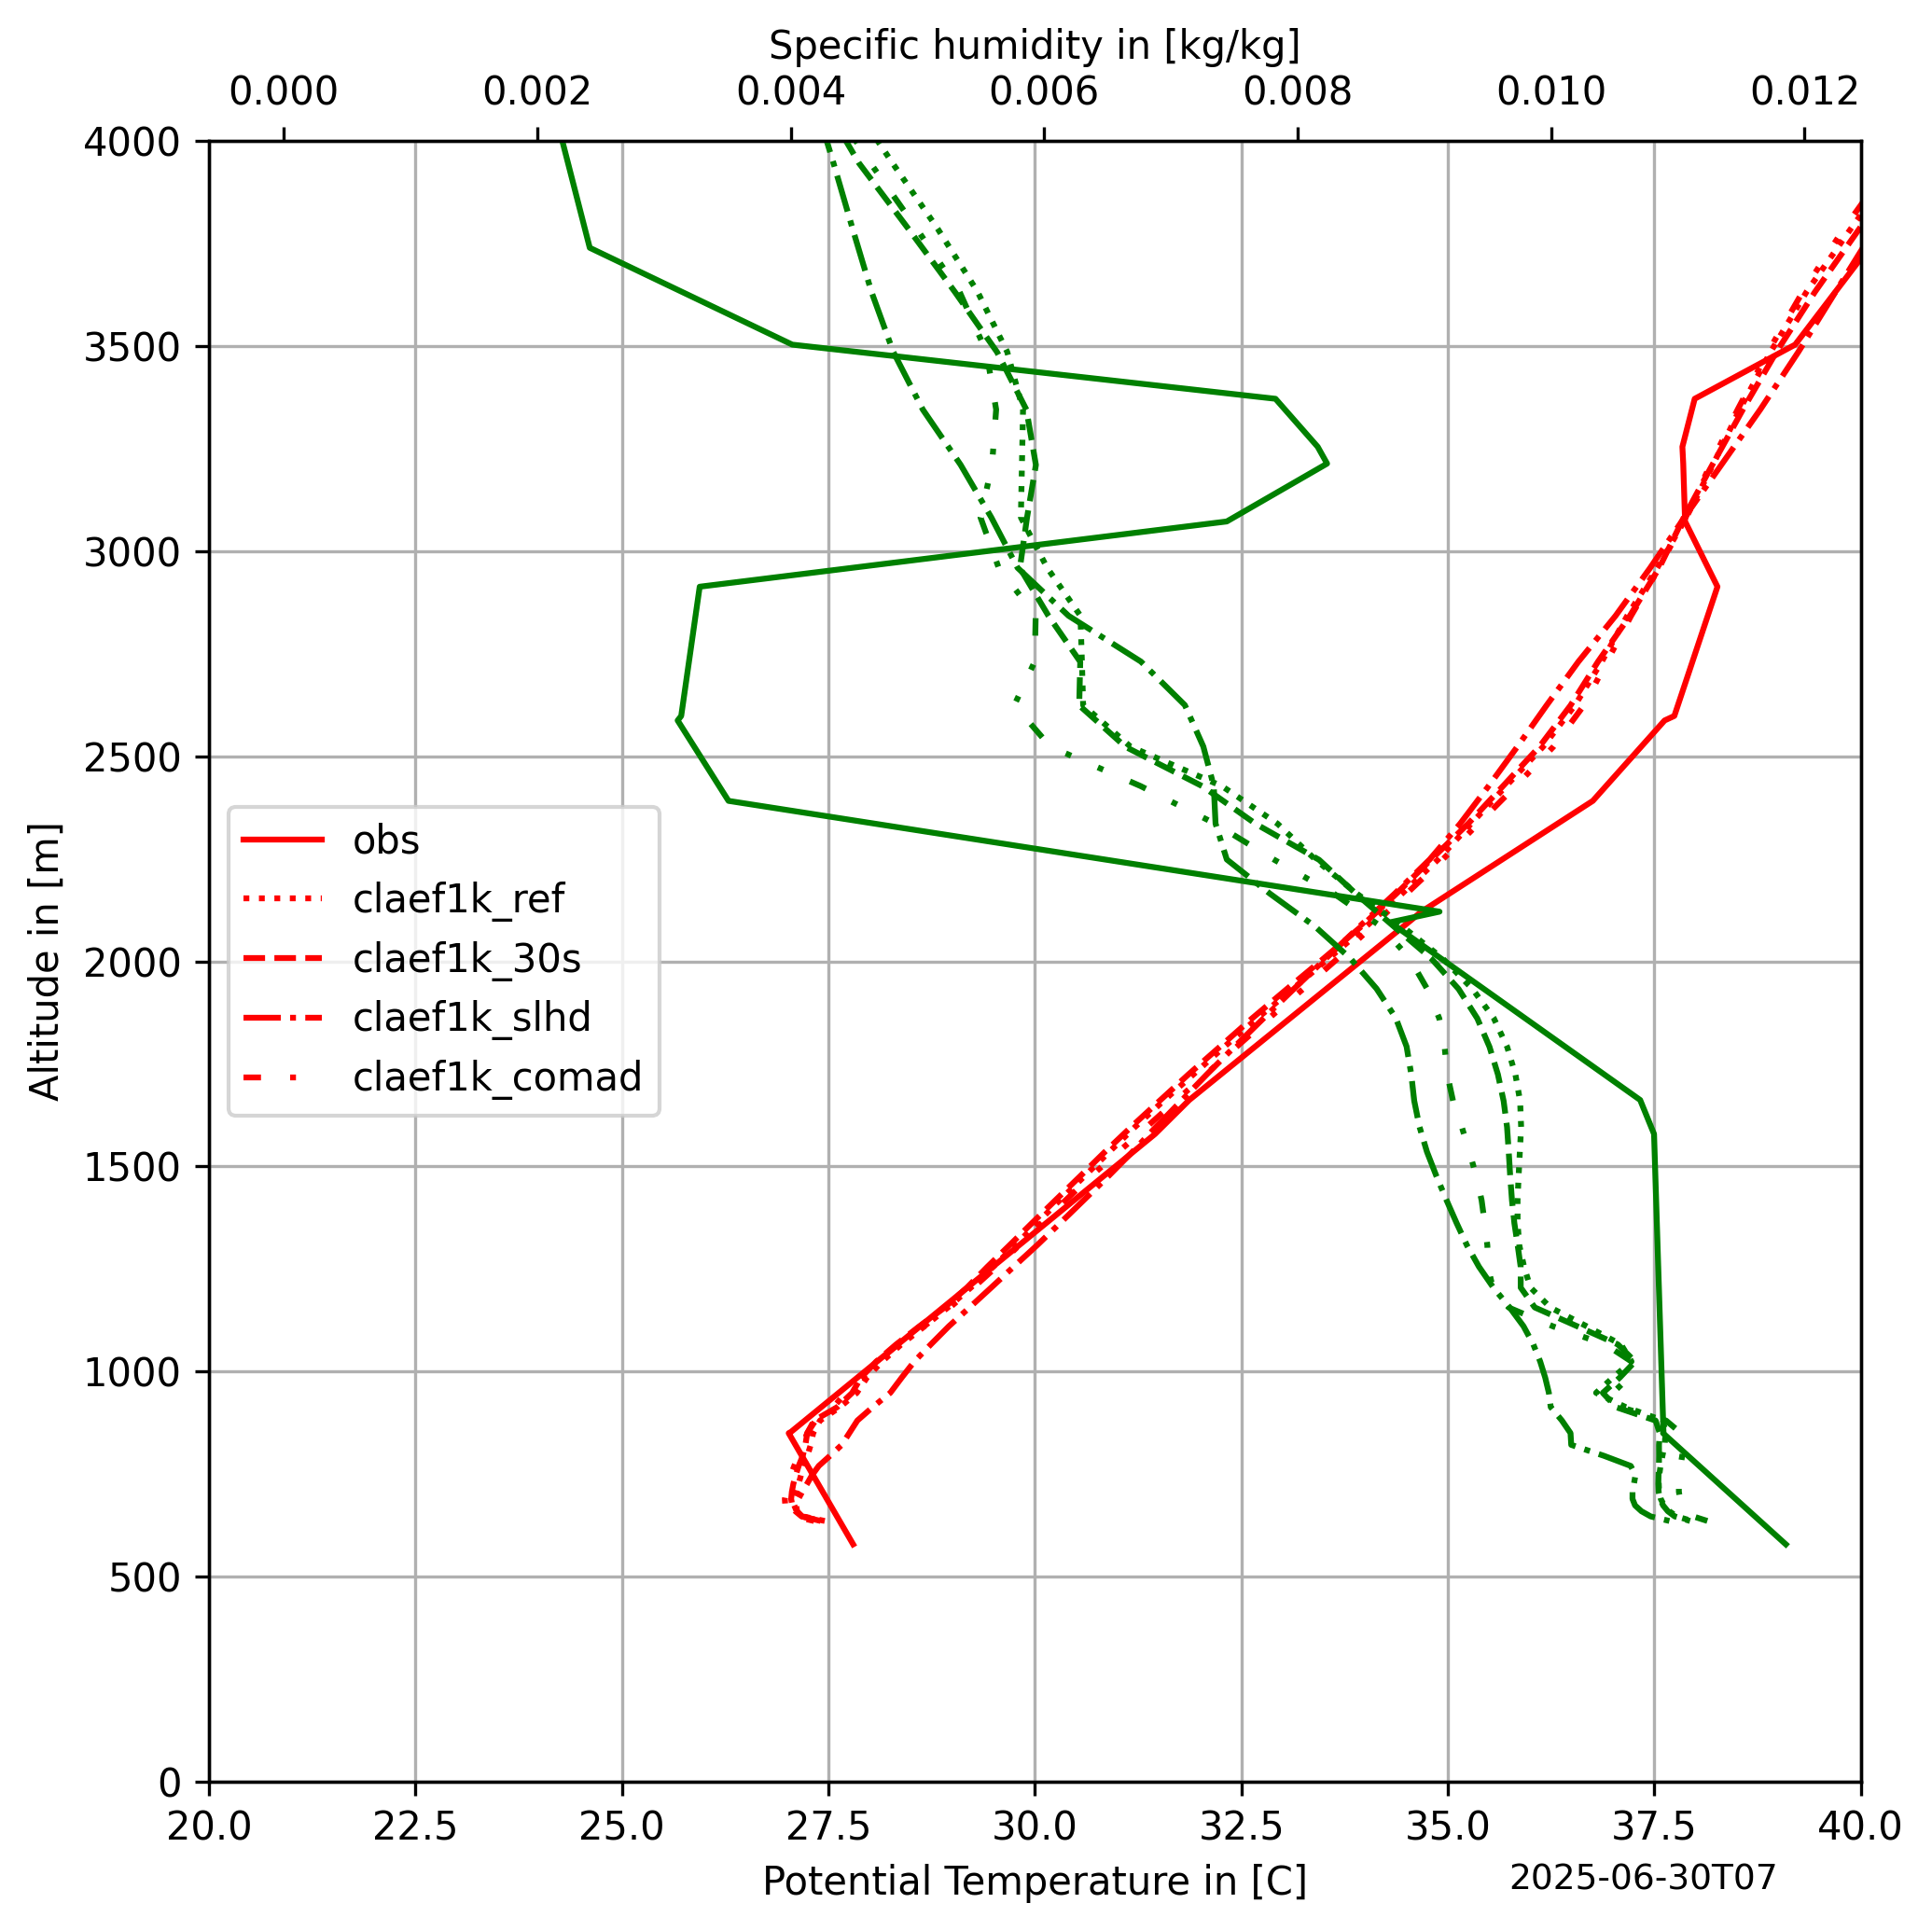 Specific humidity in [kg/kg]
0.000 0.002 0.004 0.006 0.008 0.010 0.012
4000
3500
3000
2500
2000
1500
1000
500
0
Altitude in [m]
obs
claef1k_ref
claef1k_30s
claef1k_slhd
claef1k_comad
20.0 22.5 25.0 27.5 30.0 32.5 35.0 37.5 40.0
Potential Temperature in [C]
2025-06-30T07